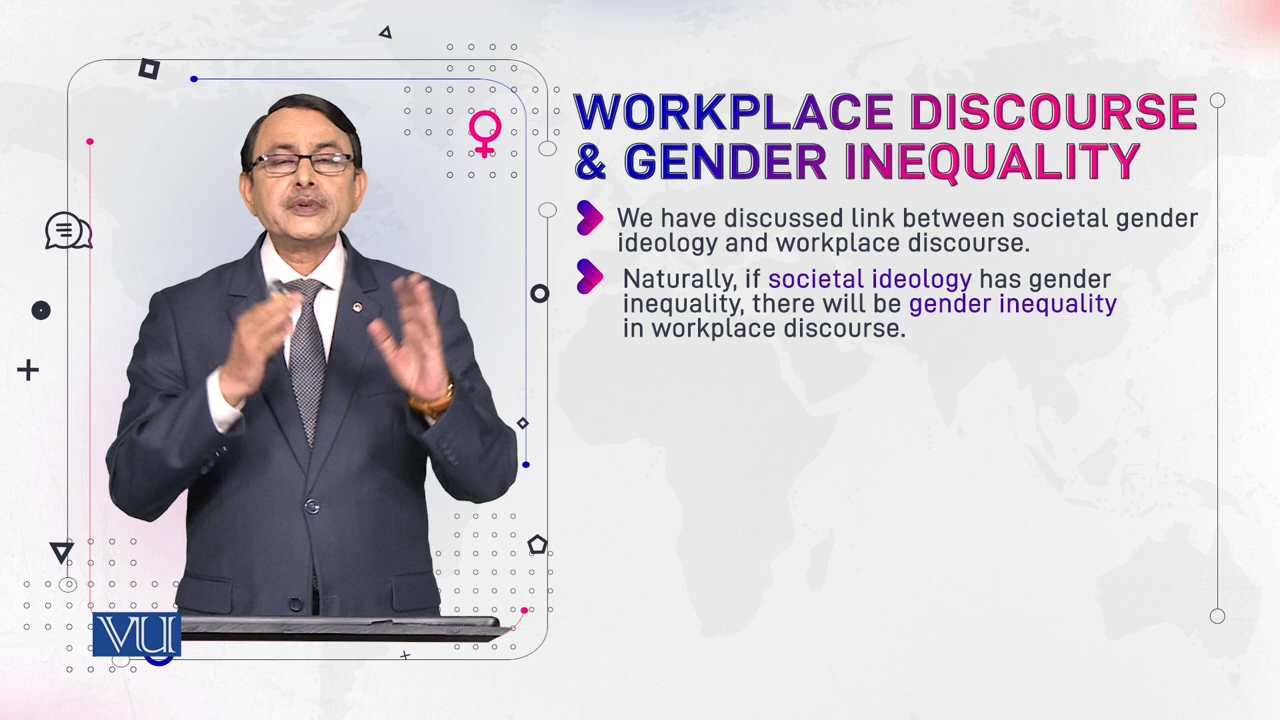 WORKPLACE DISCOURSE
& GENDER INEQUALITY
We have discussed link between societal gender
ideology and workplace discourse.
Naturally, if societal ideology has gender
inequality, there will be gender inequality
in workplace discourse.
VU